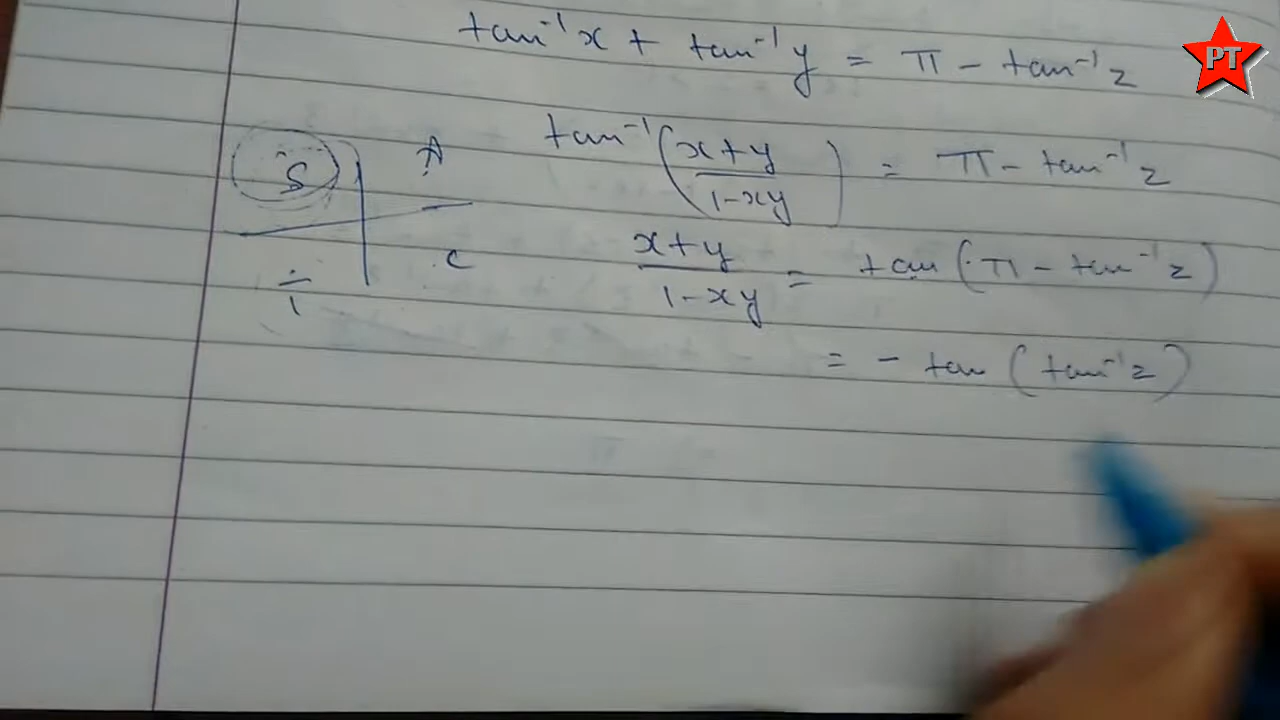 PT
tan⁻¹x + tan⁻¹y = π - tan⁻¹z
tan⁻¹((x+y)/(1-xy)) = π - tan⁻¹z
S A
T C
(x+y)/(1-xy) = tan(π - tan⁻¹z)
= - tan(tan⁻¹z)